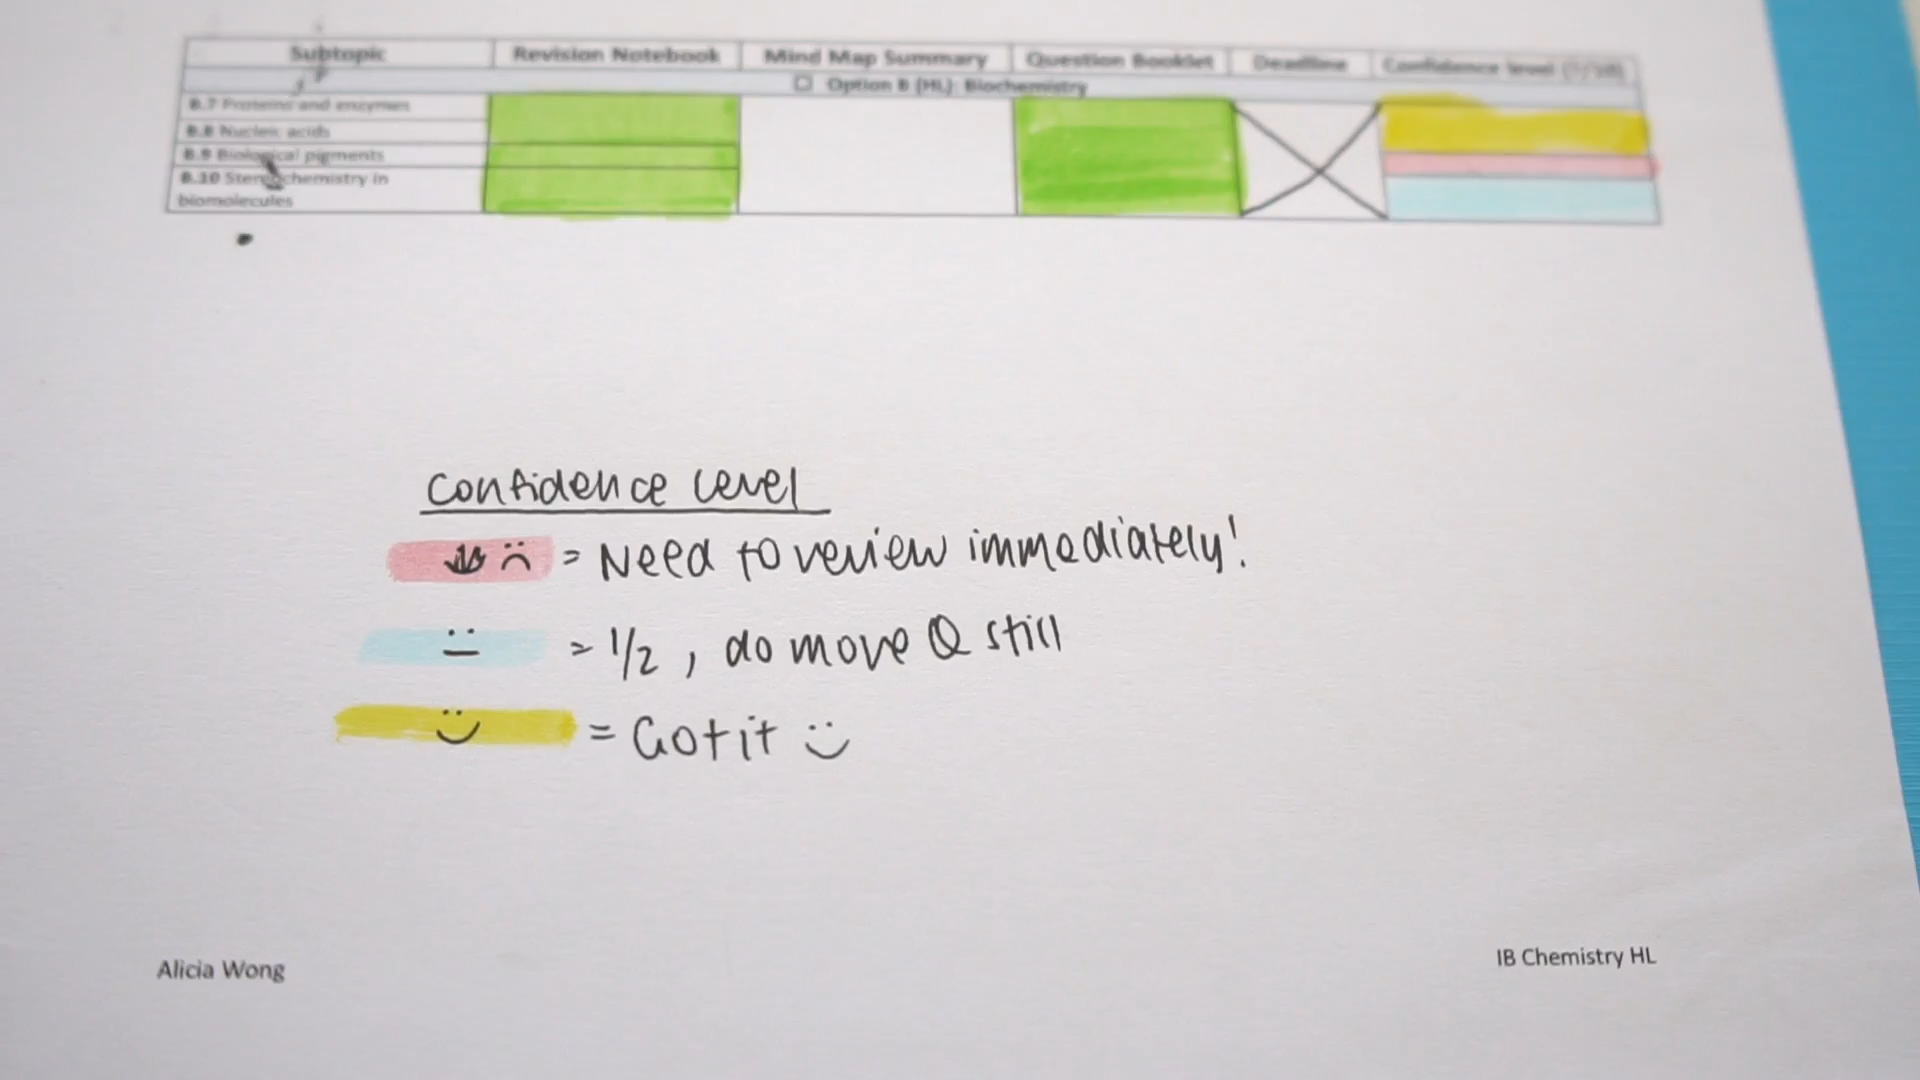 Subtopic Revision Notebook Mind Map Summary Question Booklet Deadline Confidence level
Option B (HL): Biochemistry
B.7 Proteins and enzymes
B.8 Nucleic acids
B.9 Biological pigments
B.10 Stereochemistry in
biomolecules
Confidence Level
= Need to review immediately!
= 1/2, do more Q still
= Got it
Alicia Wong
IB Chemistry HL